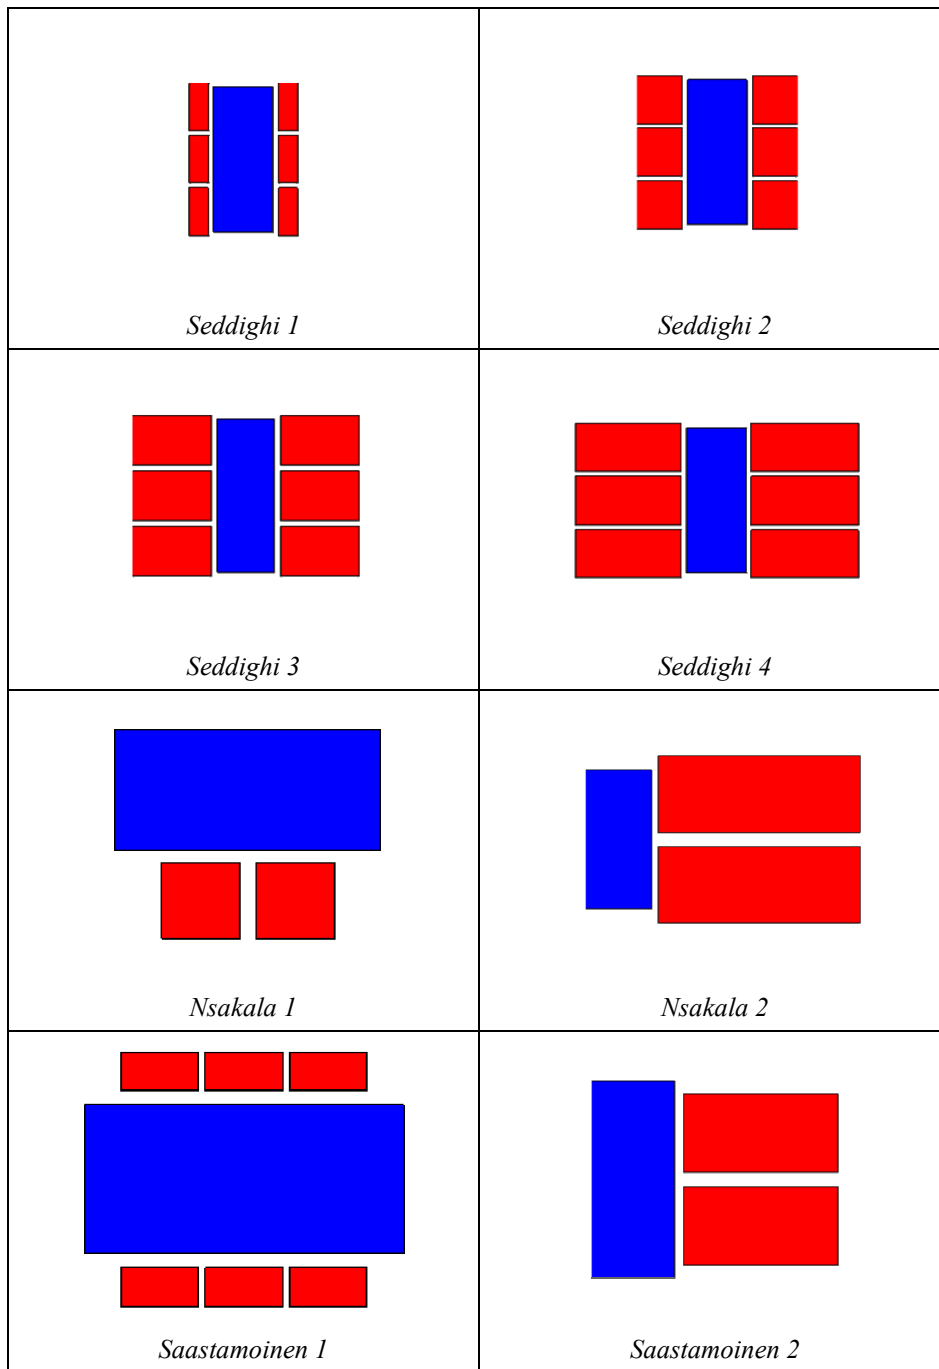 Seddighi 1
Seddighi 2
Seddighi 3
Seddighi 4
Nsakala 1
Nsakala 2
Saastamoinen 1
Saastamoinen 2